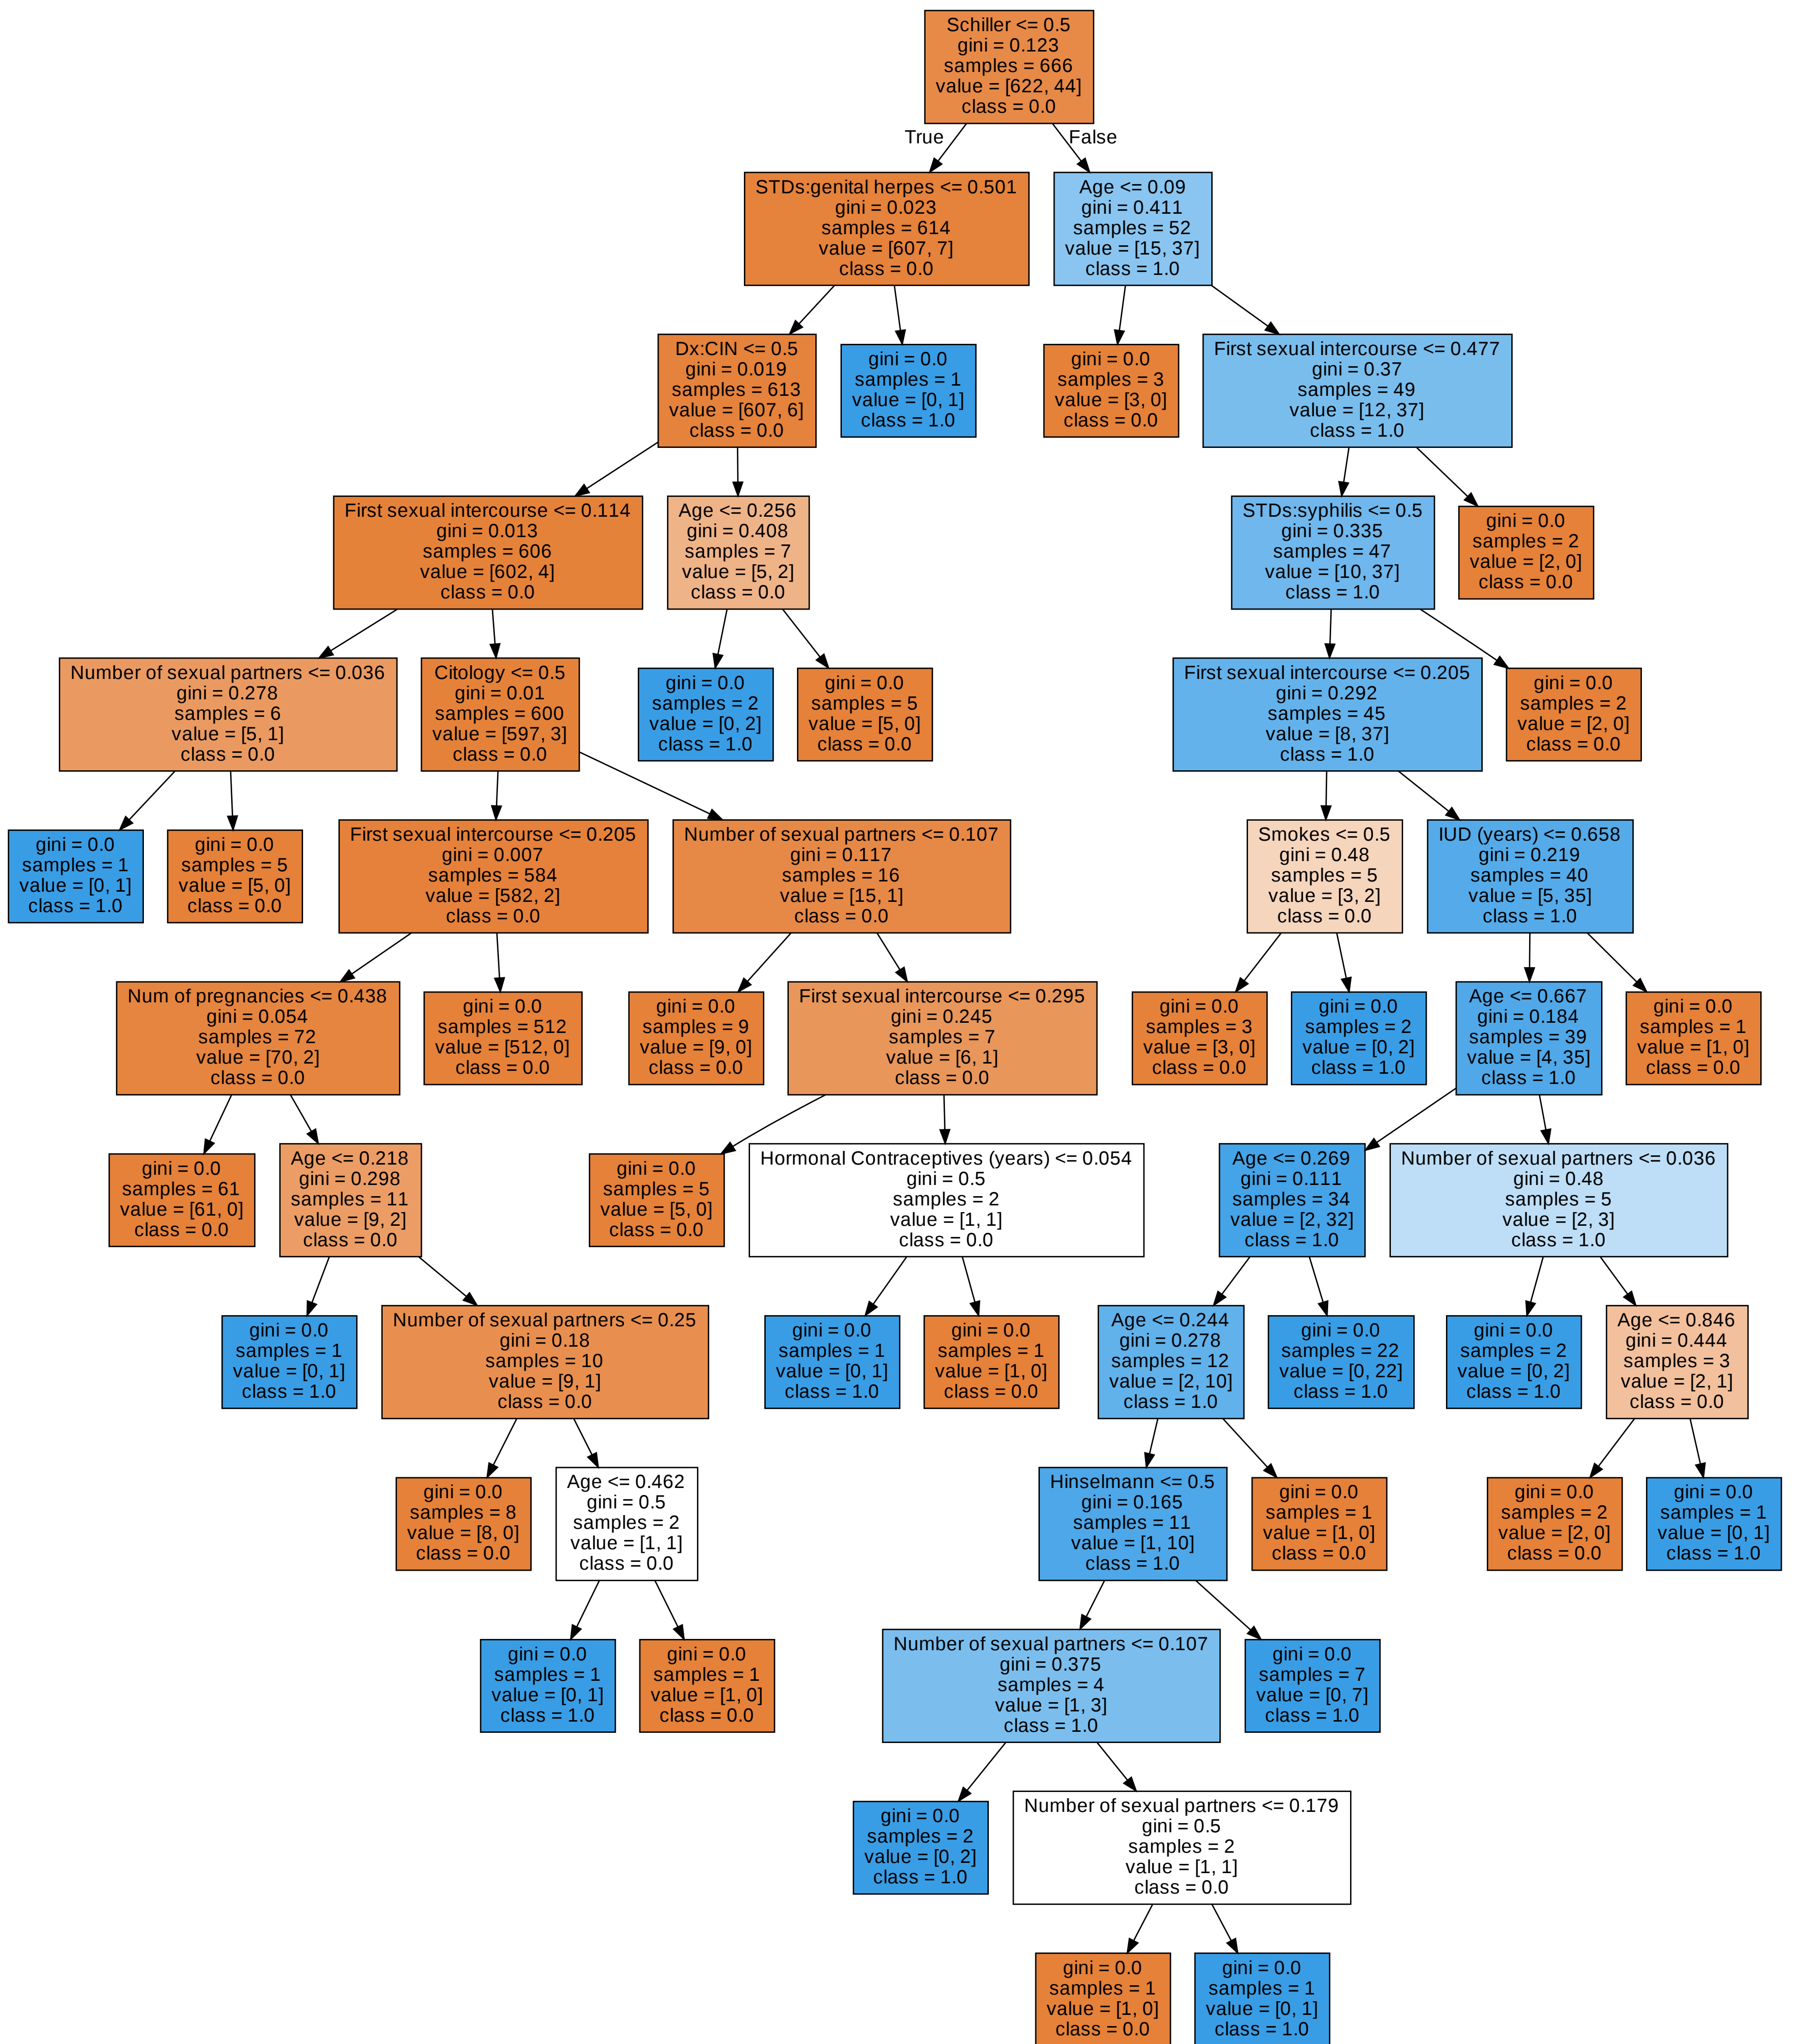 Schiller <= 0.5
gini = 0.123
samples = 666
value = [622, 44]
class = 0.0
True
False
STDs:genital herpes <= 0.501
gini = 0.023
samples = 614
value = [607, 7]
class = 0.0
Age <= 0.09
gini = 0.411
samples = 52
value = [15, 37]
class = 1.0
Dx:CIN <= 0.5
gini = 0.019
samples = 613
value = [607, 6]
class = 0.0
gini = 0.0
samples = 1
value = [0, 1]
class = 1.0
gini = 0.0
samples = 3
value = [3, 0]
class = 0.0
First sexual intercourse <= 0.477
gini = 0.37
samples = 49
value = [12, 37]
class = 1.0
First sexual intercourse <= 0.114
gini = 0.013
samples = 606
value = [602, 4]
class = 0.0
Age <= 0.256
gini = 0.408
samples = 7
value = [5, 2]
class = 0.0
STDs:syphilis <= 0.5
gini = 0.335
samples = 47
value = [10, 37]
class = 1.0
gini = 0.0
samples = 2
value = [2, 0]
class = 0.0
Number of sexual partners <= 0.036
gini = 0.278
samples = 6
value = [5, 1]
class = 0.0
Citology <= 0.5
gini = 0.01
samples = 600
value = [597, 3]
class = 0.0
gini = 0.0
samples = 2
value = [0, 2]
class = 1.0
gini = 0.0
samples = 5
value = [5, 0]
class = 0.0
First sexual intercourse <= 0.205
gini = 0.292
samples = 45
value = [8, 37]
class = 1.0
gini = 0.0
samples = 2
value = [2, 0]
class = 0.0
gini = 0.0
samples = 1
value = [0, 1]
class = 1.0
gini = 0.0
samples = 5
value = [5, 0]
class = 0.0
First sexual intercourse <= 0.205
gini = 0.007
samples = 584
value = [582, 2]
class = 0.0
Number of sexual partners <= 0.107
gini = 0.117
samples = 16
value = [15, 1]
class = 0.0
Smokes <= 0.5
gini = 0.48
samples = 5
value = [3, 2]
class = 0.0
IUD (years) <= 0.658
gini = 0.219
samples = 40
value = [5, 35]
class = 1.0
Num of pregnancies <= 0.438
gini = 0.054
samples = 72
value = [70, 2]
class = 0.0
gini = 0.0
samples = 512
value = [512, 0]
class = 0.0
gini = 0.0
samples = 9
value = [9, 0]
class = 0.0
First sexual intercourse <= 0.295
gini = 0.245
samples = 7
value = [6, 1]
class = 0.0
gini = 0.0
samples = 3
value = [3, 0]
class = 0.0
gini = 0.0
samples = 2
value = [0, 2]
class = 1.0
Age <= 0.667
gini = 0.184
samples = 39
value = [4, 35]
class = 1.0
gini = 0.0
samples = 1
value = [1, 0]
class = 0.0
gini = 0.0
samples = 61
value = [61, 0]
class = 0.0
Age <= 0.218
gini = 0.298
samples = 11
value = [9, 2]
class = 0.0
gini = 0.0
samples = 5
value = [5, 0]
class = 0.0
Hormonal Contraceptives (years) <= 0.054
gini = 0.5
samples = 2
value = [1, 1]
class = 0.0
Age <= 0.269
gini = 0.111
samples = 34
value = [2, 32]
class = 1.0
Number of sexual partners <= 0.036
gini = 0.48
samples = 5
value = [2, 3]
class = 1.0
gini = 0.0
samples = 1
value = [0, 1]
class = 1.0
Number of sexual partners <= 0.25
gini = 0.18
samples = 10
value = [9, 1]
class = 0.0
gini = 0.0
samples = 1
value = [0, 1]
class = 1.0
gini = 0.0
samples = 1
value = [1, 0]
class = 0.0
Age <= 0.244
gini = 0.278
samples = 12
value = [2, 10]
class = 1.0
gini = 0.0
samples = 22
value = [0, 22]
class = 1.0
gini = 0.0
samples = 2
value = [0, 2]
class = 1.0
Age <= 0.846
gini = 0.444
samples = 3
value = [2, 1]
class = 0.0
gini = 0.0
samples = 8
value = [8, 0]
class = 0.0
Age <= 0.462
gini = 0.5
samples = 2
value = [1, 1]
class = 0.0
Hinselmann <= 0.5
gini = 0.165
samples = 11
value = [1, 10]
class = 1.0
gini = 0.0
samples = 1
value = [1, 0]
class = 0.0
gini = 0.0
samples = 2
value = [2, 0]
class = 0.0
gini = 0.0
samples = 1
value = [0, 1]
class = 1.0
gini = 0.0
samples = 1
value = [0, 1]
class = 1.0
gini = 0.0
samples = 1
value = [1, 0]
class = 0.0
Number of sexual partners <= 0.107
gini = 0.375
samples = 4
value = [1, 3]
class = 1.0
gini = 0.0
samples = 7
value = [0, 7]
class = 1.0
gini = 0.0
samples = 2
value = [0, 2]
class = 1.0
Number of sexual partners <= 0.179
gini = 0.5
samples = 2
value = [1, 1]
class = 0.0
gini = 0.0
samples = 1
value = [1, 0]
class = 0.0
gini = 0.0
samples = 1
value = [0, 1]
class = 1.0